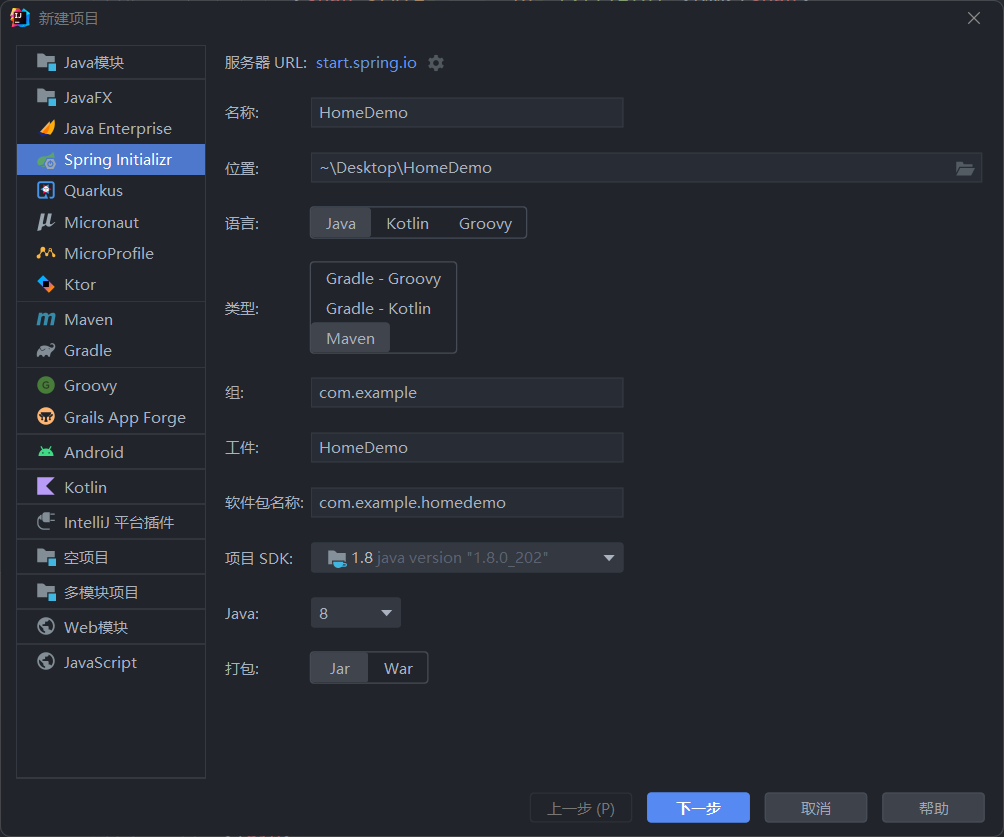 新建项目
Java模块
JavaFX
Java Enterprise
Spring Initializr
Quarkus
Micronaut
MicroProfile
Ktor
Maven
Gradle
Groovy
Grails App Forge
Android
Kotlin
IntelliJ 平台插件
空项目
多模块项目
Web模块
JavaScript
服务器 URL: start.spring.io
名称: HomeDemo
位置: ~\Desktop\HomeDemo
语言: Java Kotlin Groovy
类型: Gradle - Groovy
Gradle - Kotlin
Maven
组: com.example
工件: HomeDemo
软件包名称: com.example.homedemo
项目 SDK: 1.8 java version "1.8.0_202"
Java: 8
打包: Jar War
上一步 (P) 下一步 取消 帮助